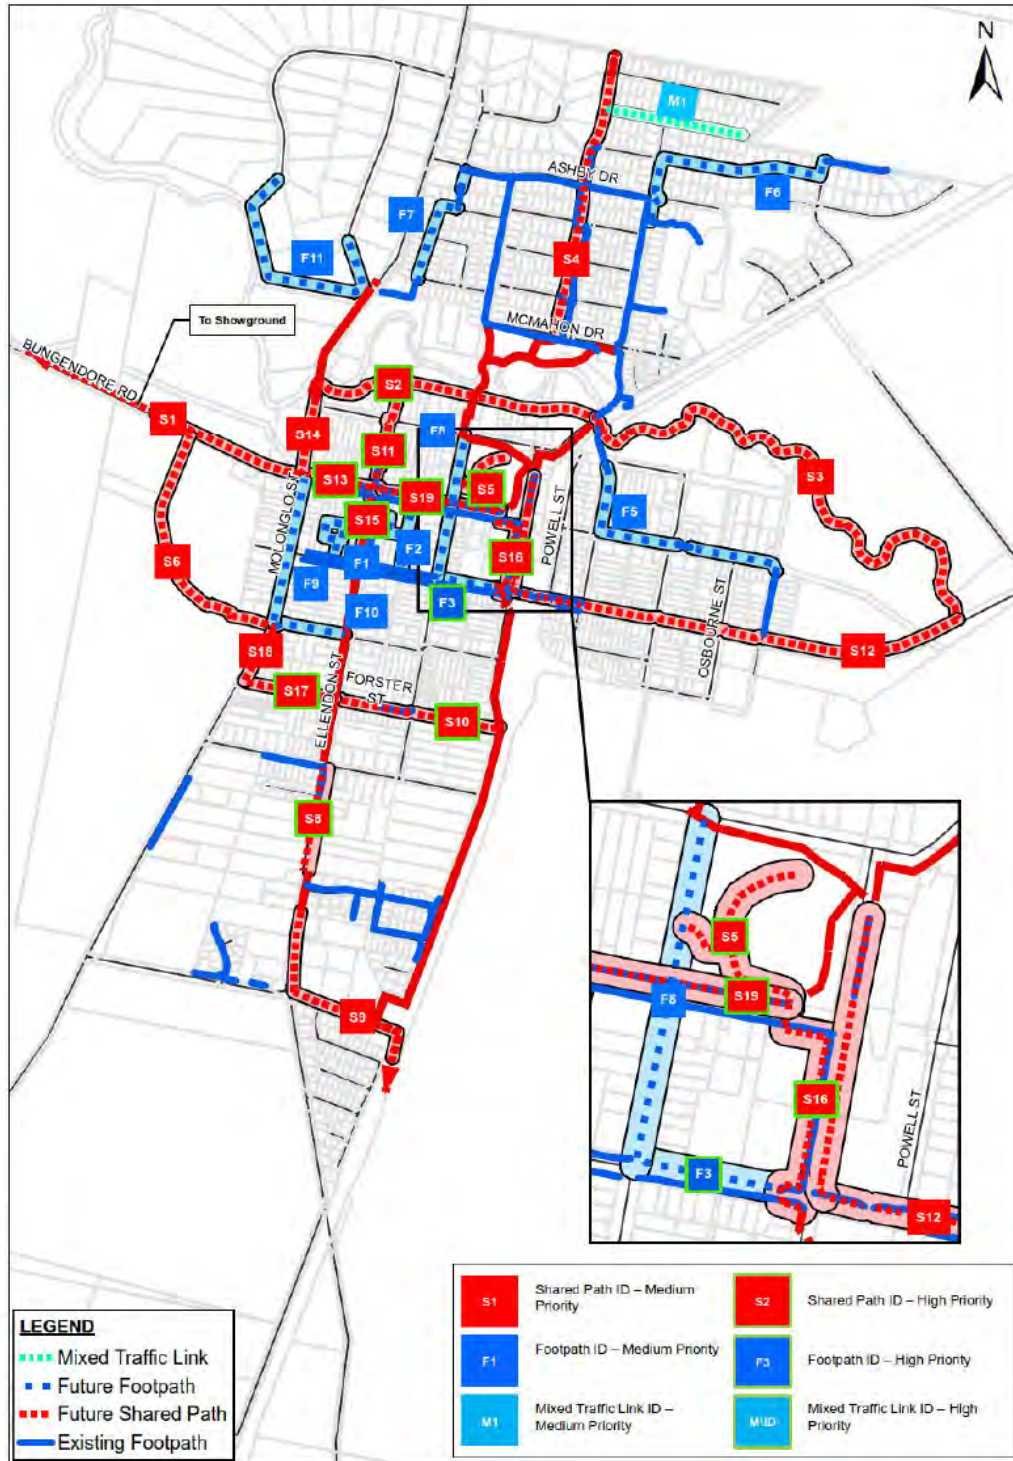 N
M1
ASHBY DR
F6
F7
S4
F11
MCMAHON DR
To Showground
BUNGENDORE RD
S2
S1
S14
F8
S11
S3
S13
S19
S5
MOLONGLO ST
S15
F5
POWELL ST
F2
S16
S6
F1
F9
F3
F10
OSBOURNE ST
S18
S12
FORSTER
ST
S17
ELLENDON ST
S10
S8
S9
S5
S19
F8
S16
POWELL ST
F3
S12
LEGEND
Mixed Traffic Link
Future Footpath
Future Shared Path
Existing Footpath
S1
Shared Path ID – Medium
Priority
S2
Shared Path ID – High Priority
F1
Footpath ID – Medium Priority
F3
Footpath ID – High Priority
M1
Mixed Traffic Link ID –
Medium Priority
Mixed Traffic Link ID – High
Priority